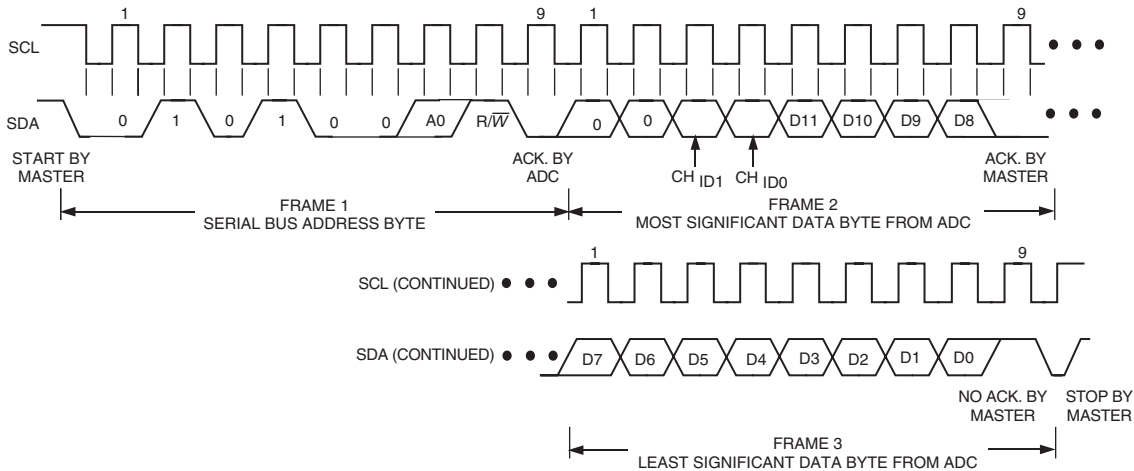 1 9 1 9
SCL
SDA 0 1 0 1 0 0 A0 R/W̅ 0 0 D11 D10 D9 D8
START BY MASTER
ACK. BY ADC
CH ID1 CH ID0
ACK. BY MASTER
FRAME 1
SERIAL BUS ADDRESS BYTE
FRAME 2
MOST SIGNIFICANT DATA BYTE FROM ADC
1 9
SCL (CONTINUED)
SDA (CONTINUED) D7 D6 D5 D4 D3 D2 D1 D0
NO ACK. BY MASTER
STOP BY MASTER
FRAME 3
LEAST SIGNIFICANT DATA BYTE FROM ADC